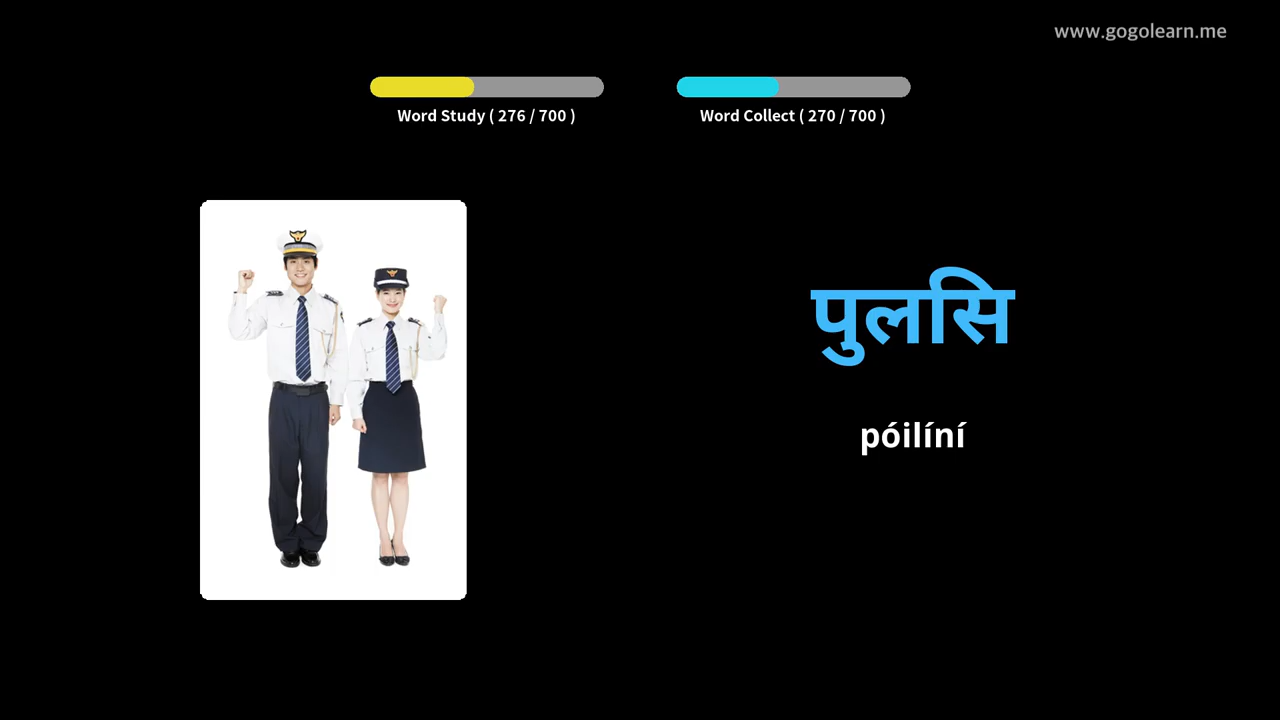 www.gogolearn.me
Word Study ( 276 / 700 )
Word Collect ( 270 / 700 )
पुलसि
póilíní